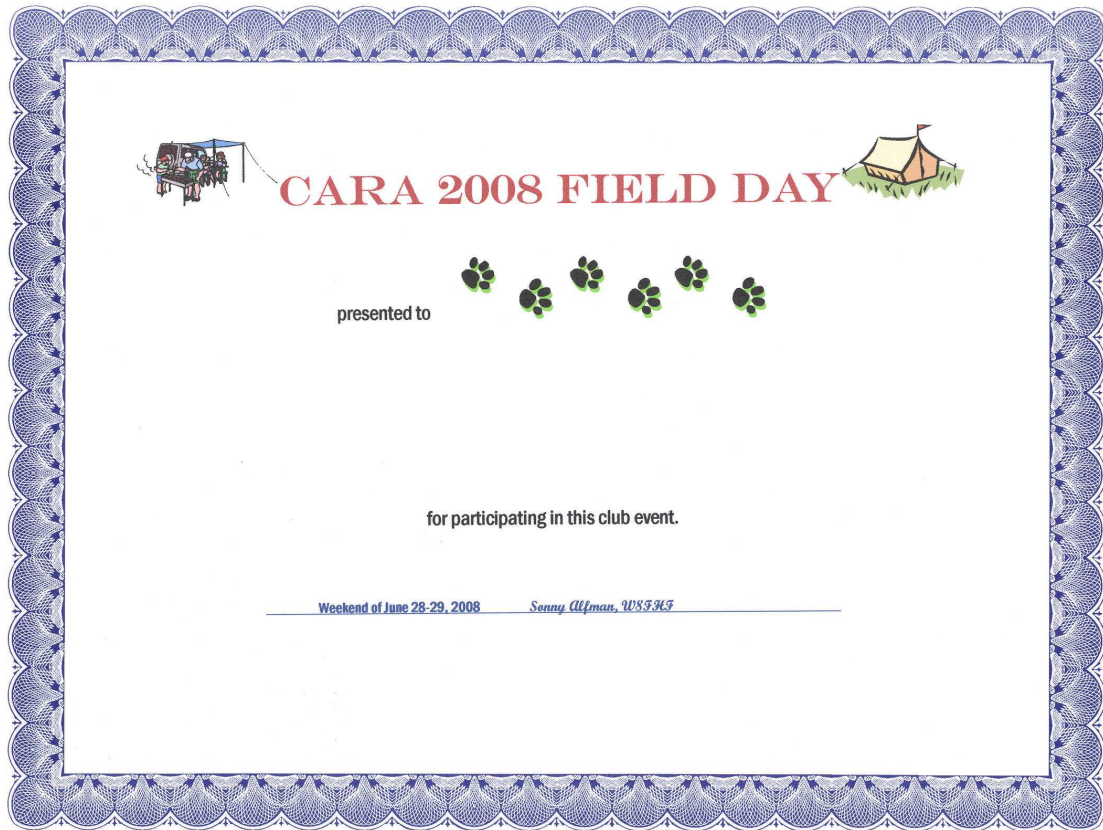 CARA 2008 FIELD DAY
presented to
for participating in this club event.
Weekend of June 28-29, 2008 Sonny Alfman, W8FHF